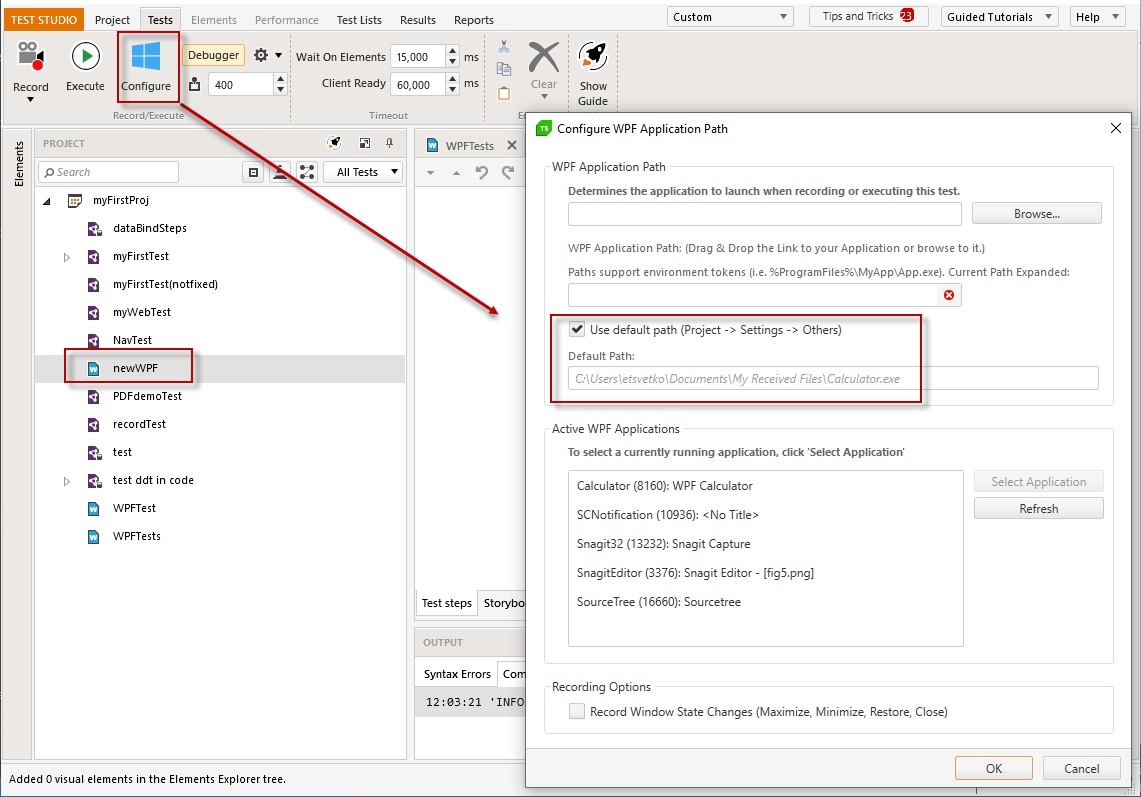 TEST STUDIO Project Tests Elements Performance Test Lists Results Reports Custom Tips and Tricks 23 Guided Tutorials Help
Record Execute Configure Debugger Wait On Elements 15,000 ms
400 Client Ready 60,000 ms Clear Show Guide
Record/Execute Timeout
Elements
PROJECT
Search All Tests
myFirstProj
dataBindSteps
myFirstTest
myFirstTest(notfixed)
myWebTest
NavTest
newWPF
PDFdemoTest
recordTest
test
test ddt in code
WPFTest
WPFTests
WPFTests
Test steps Storybo
OUTPUT
Syntax Errors Com
12:03:21 'INFO
Added 0 visual elements in the Elements Explorer tree.
TS Configure WPF Application Path
WPF Application Path
Determines the application to launch when recording or executing this test.
Browse...
WPF Application Path: (Drag & Drop the Link to your Application or browse to it.)
Paths support environment tokens (i.e. %ProgramFiles%\MyApp\App.exe). Current Path Expanded:
Use default path (Project -> Settings -> Others)
Default Path:
C:\Users\etsvetko\Documents\My Received Files\Calculator.exe
Active WPF Applications
To select a currently running application, click 'Select Application'
Calculator (8160): WPF Calculator
SCNotification (10936): <No Title>
Snagit32 (13232): Snagit Capture
SnagitEditor (3376): Snagit Editor - [fig5.png]
SourceTree (16660): Sourcetree
Select Application
Refresh
Recording Options
Record Window State Changes (Maximize, Minimize, Restore, Close)
OK Cancel